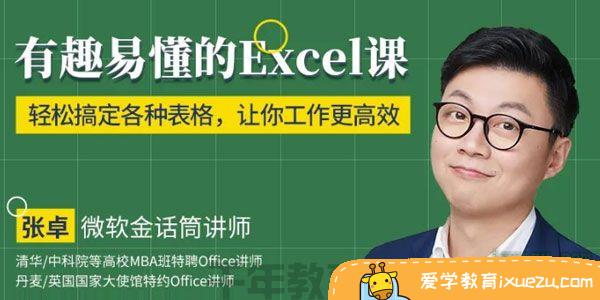 有趣易懂的Excel课
轻松搞定各种表格，让你工作更高效
张卓 微软金话筒讲师
清华/中科院等高校MBA班特聘Office讲师
丹麦/英国国家大使馆特约Office讲师
爱学教育ixuezu.com